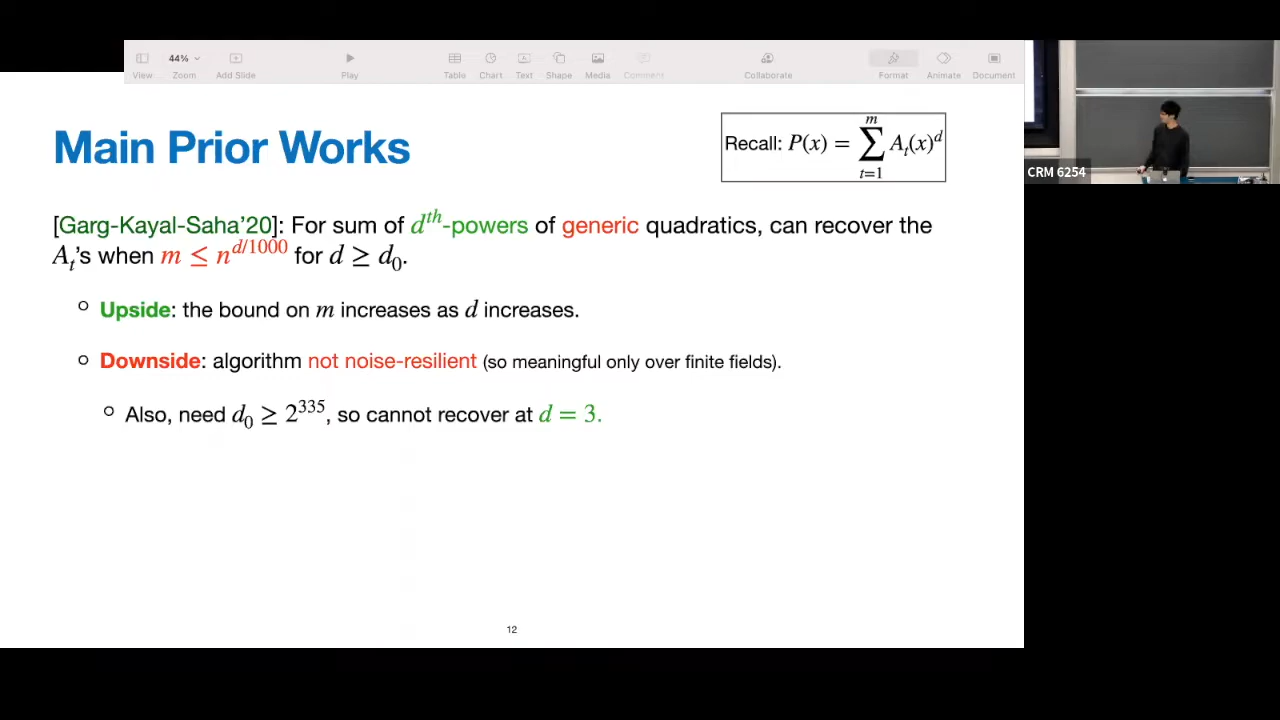 44%
View Zoom Add Slide Play Table Chart Text Shape Media Comment Collaborate Format Animate Document
Main Prior Works
Recall: P(x) = ∑_{t=1}^{m} A_t(x)^d
CRM 6254
[Garg-Kayal-Saha'20]: For sum of d^{th}-powers of generic quadratics, can recover the
A_t's when m ≤ n^{d/1000} for d ≥ d_0.
Upside: the bound on m increases as d increases.
Downside: algorithm not noise-resilient (so meaningful only over finite fields).
Also, need d_0 ≥ 2^{335}, so cannot recover at d = 3.
12